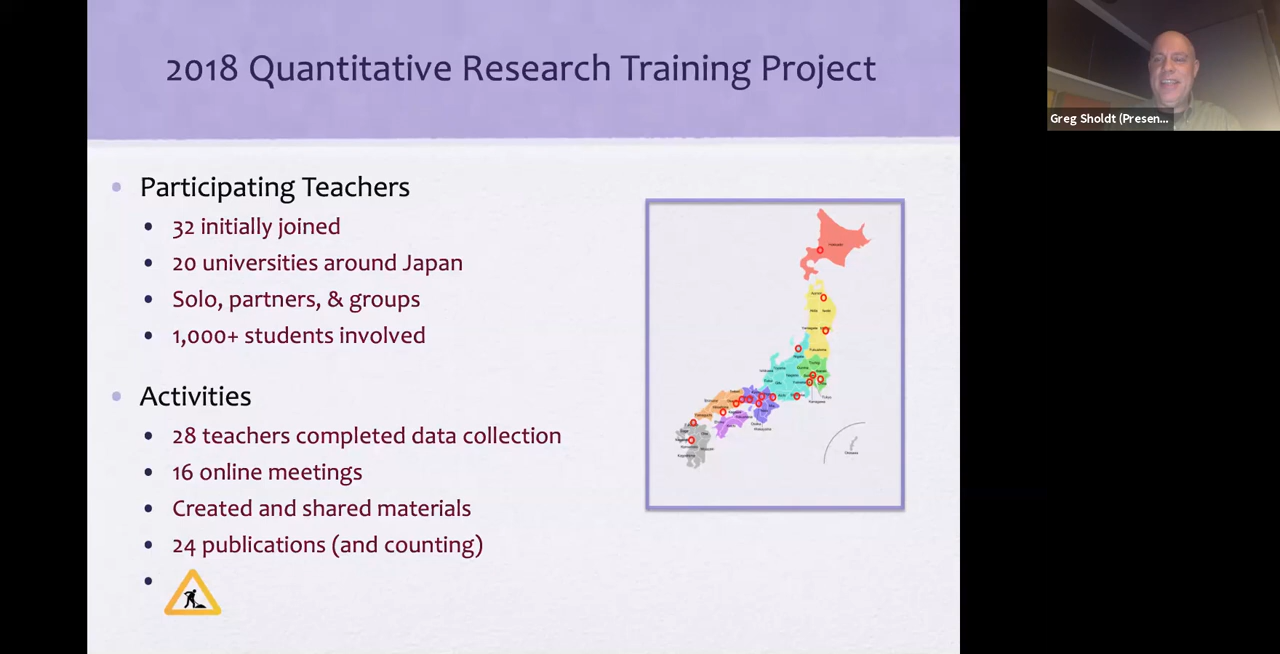 2018 Quantitative Research Training Project
Greg Sholdt (Presen...
Participating Teachers
32 initially joined
20 universities around Japan
Solo, partners, & groups
1,000+ students involved
Activities
28 teachers completed data collection
16 online meetings
Created and shared materials
24 publications (and counting)